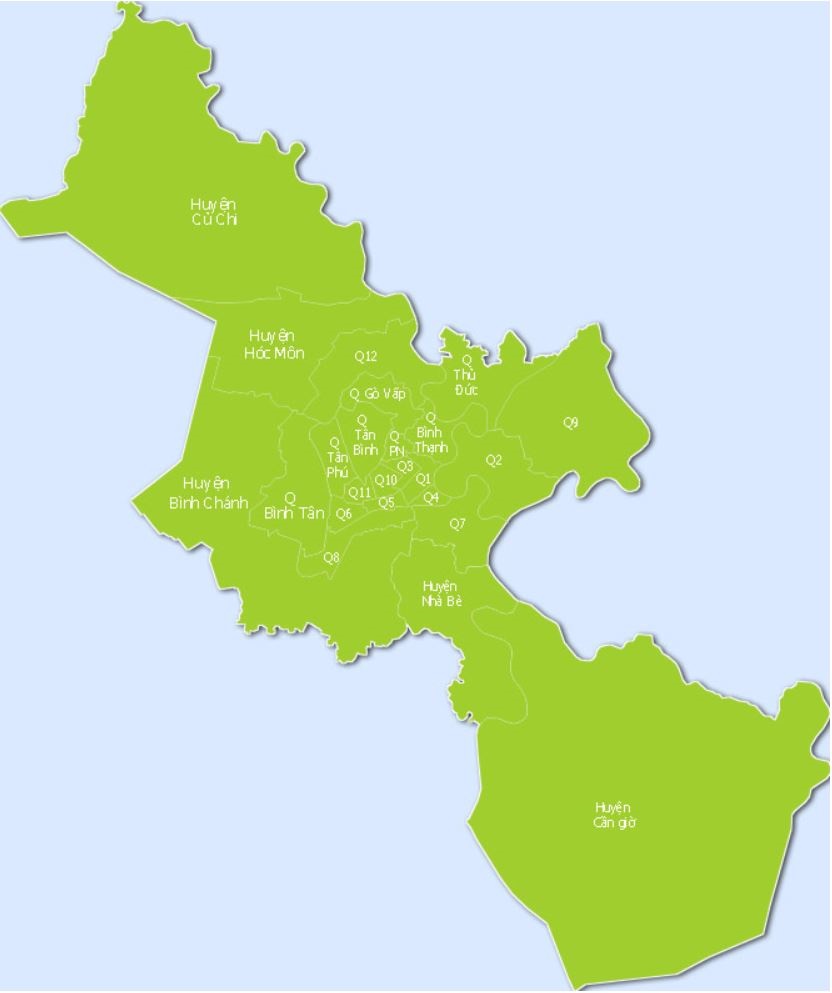 Huyện
Củ Chi
Huyện
Hóc Môn
Q12
Q
Thủ
Đức
Q Gò Vấp
Q9
Q
Tân
Bình
Q
Bình
Thạnh
Q
PN
Q
Tân
Phú
Q3
Q2
Q10
Q1
Q11
Q4
Q5
Q6
Huyện
Bình Chánh
Q
Bình Tân
Q7
Q8
Huyện
Nhà Bè
Huyện
Cần giờ